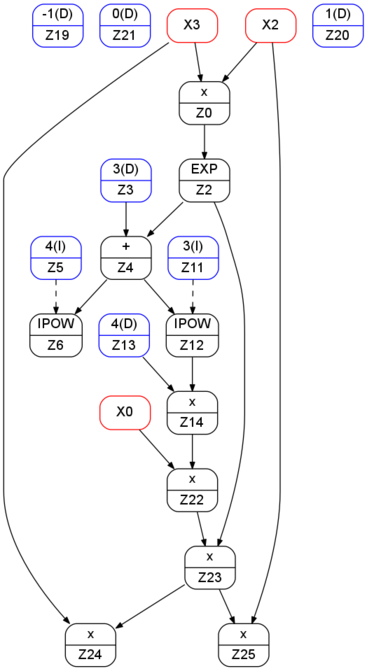 -1(D)
Z19
0(D)
Z21
X3
X2
1(D)
Z20
x
Z0
3(D)
Z3
EXP
Z2
4(I)
Z5
+
Z4
3(I)
Z11
IPOW
Z6
4(D)
Z13
IPOW
Z12
X0
x
Z14
x
Z22
x
Z23
x
Z24
x
Z25